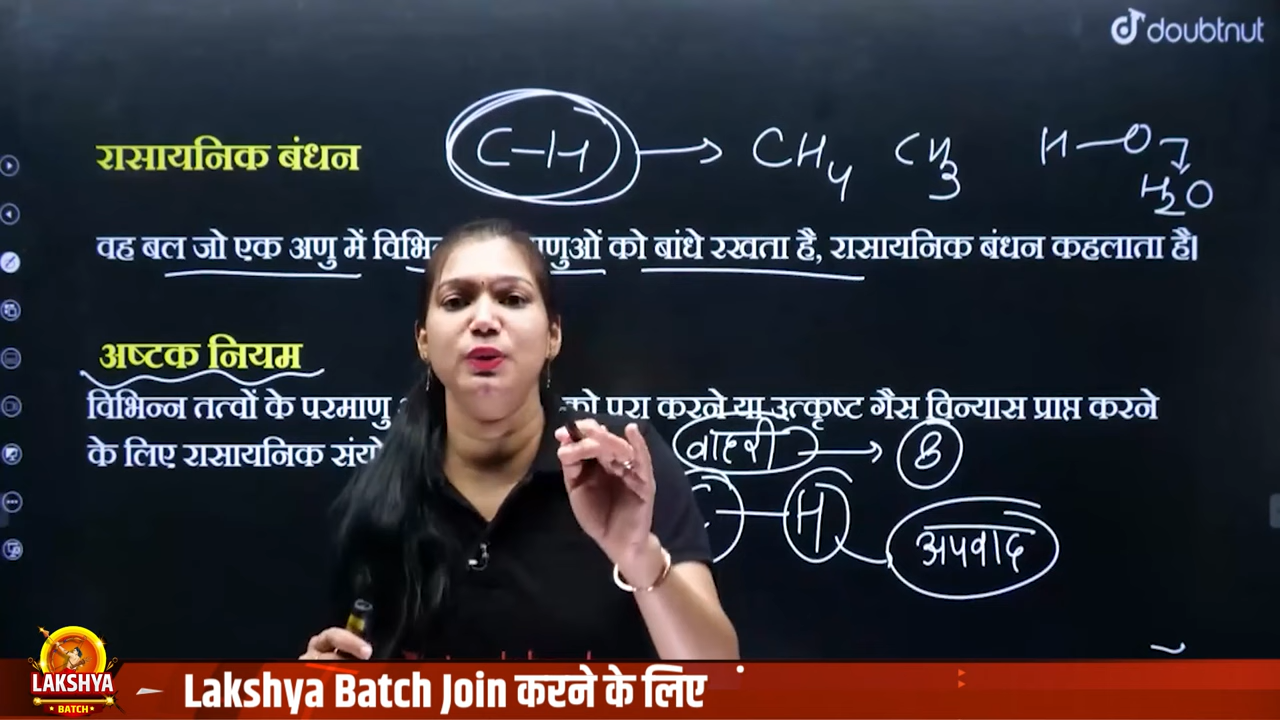 doubtnut
रासायनिक बंधन C-H → CH4 CH3 H-O
H2O
वह बल जो एक अणु में को बांधे रखता है, रासायनिक बंधन कहलाता है।
अष्टक नियम
विभिन्न तत्वों के परमाणु को पूरा करने या उत्कृष्ट गैस विन्यास प्राप्त करने
के लिए रासायनिक
बाहरी → 8
C - H
अपवाद
LAKSHYA
BATCH
Lakshya Batch Join करने के लिए